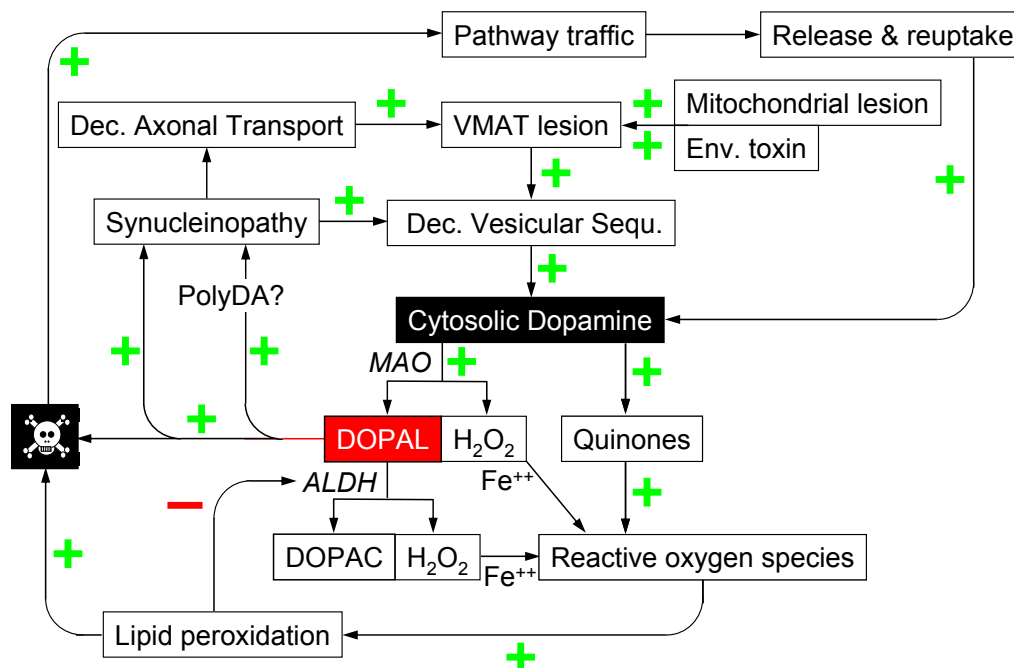 Pathway traffic
Release & reuptake
Mitochondrial lesion
Dec. Axonal Transport
VMAT lesion
Env. toxin
Synucleinopathy
Dec. Vesicular Sequ.
PolyDA?
Cytosolic Dopamine
MAO
DOPAL
H₂O₂
Quinones
ALDH
Fe⁺⁺
DOPAC
H₂O₂
Fe⁺⁺
Reactive oxygen species
Lipid peroxidation